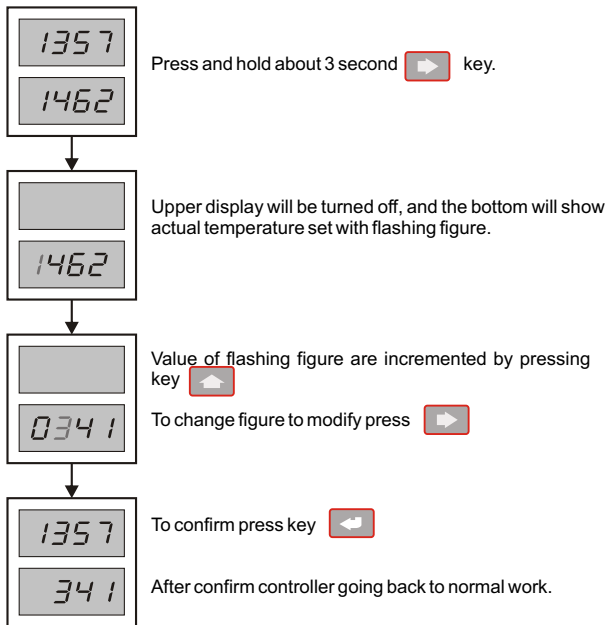 1357
Press and hold about 3 second key.
1462
Upper display will be turned off, and the bottom will show
actual temperature set with flashing figure.
1462
Value of flashing figure are incremented by pressing
key
0341
To change figure to modify press
1357
To confirm press key
341
After confirm controller going back to normal work.